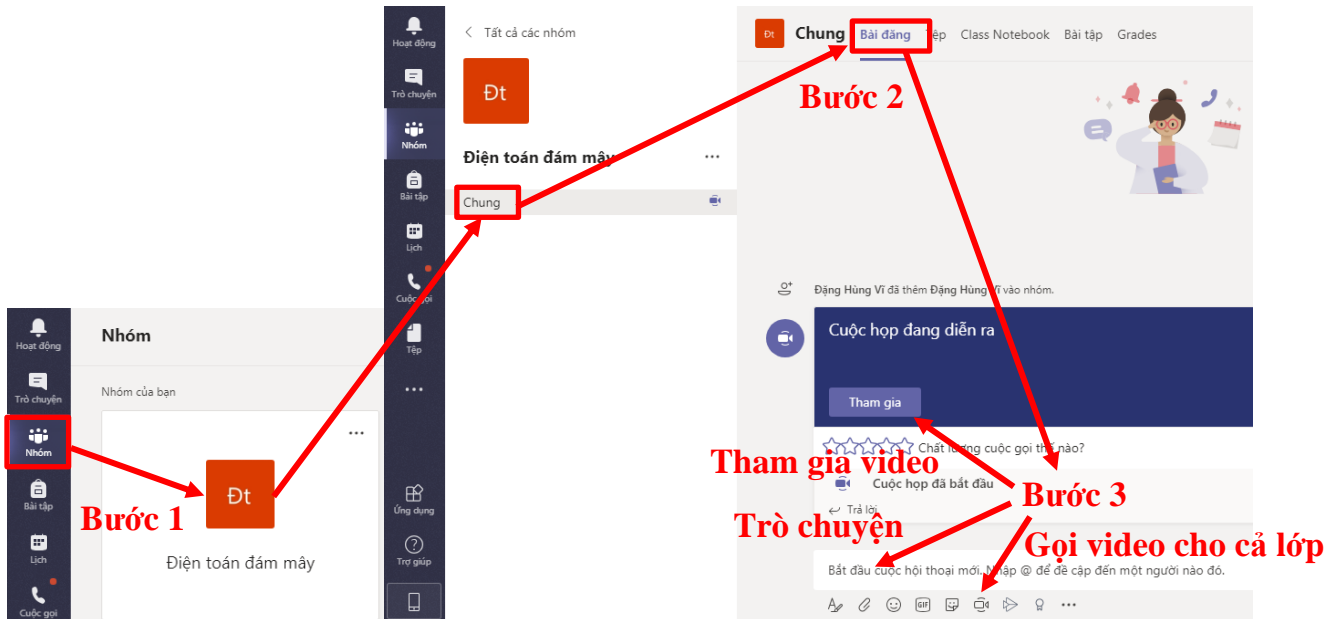 Hoạt động
Trò chuyện
Nhóm
Bài tập
Lịch
Cuộc gọi
Nhóm
Nhóm của bạn
...
Đt
Điện toán đám mây
Bước 1
Hoạt động
Trò chuyện
Nhóm
Bài tập
Lịch
Cuộc gọi
Tệp
...
Ứng dụng
Trợ giúp
< Tất cả các nhóm
Đt
Điện toán đám mây ...
Chung
Đt Chung Bài đăng Tệp Class Notebook Bài tập Grades
Bước 2
Đặng Hùng Vĩ đã thêm Đặng Hùng Vĩ vào nhóm.
Cuộc họp đang diễn ra
Tham gia
Chất lượng cuộc gọi thế nào?
Tham gia video
Cuộc họp đã bắt đầu
Bước 3
Trả lời
Trò chuyện
Gọi video cho cả lớp
Bắt đầu cuộc hội thoại mới. Nhập @ để đề cập đến một người nào đó.
GIF
...